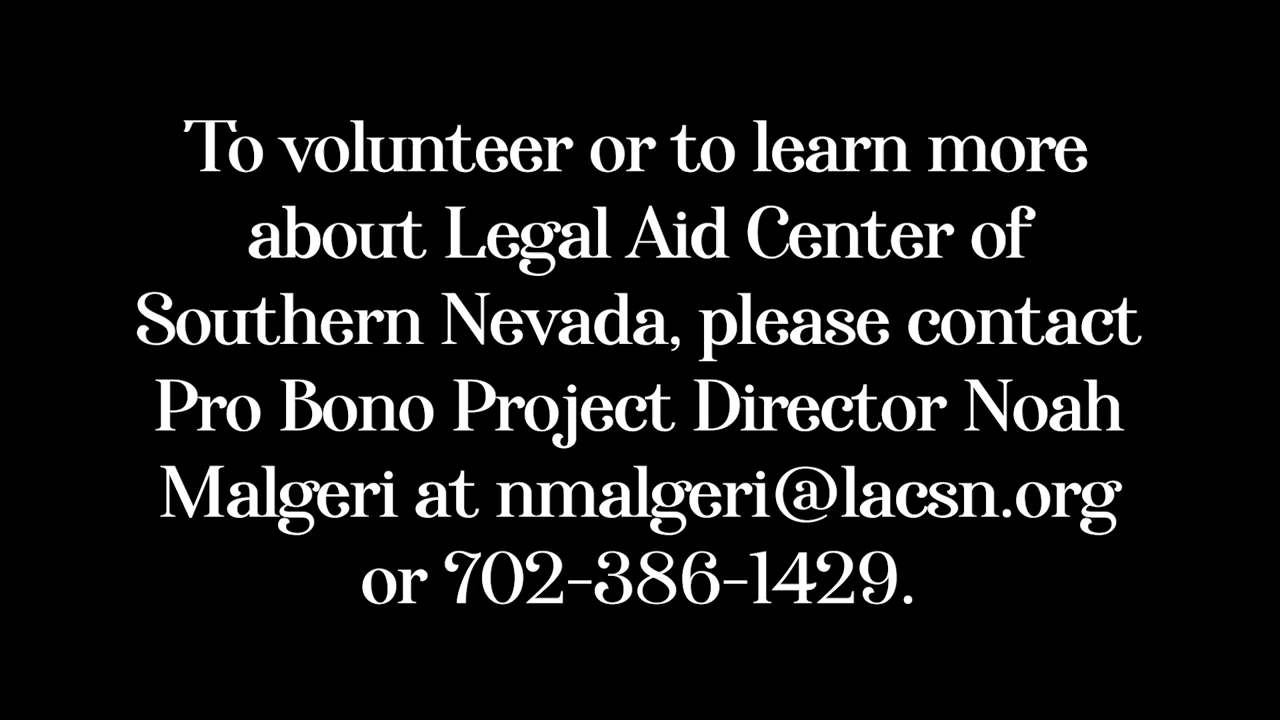 To volunteer or to learn more
about Legal Aid Center of
Southern Nevada, please contact
Pro Bono Project Director Noah
Malgeri at nmalgeri@lacsn.org
or 702-386-1429.